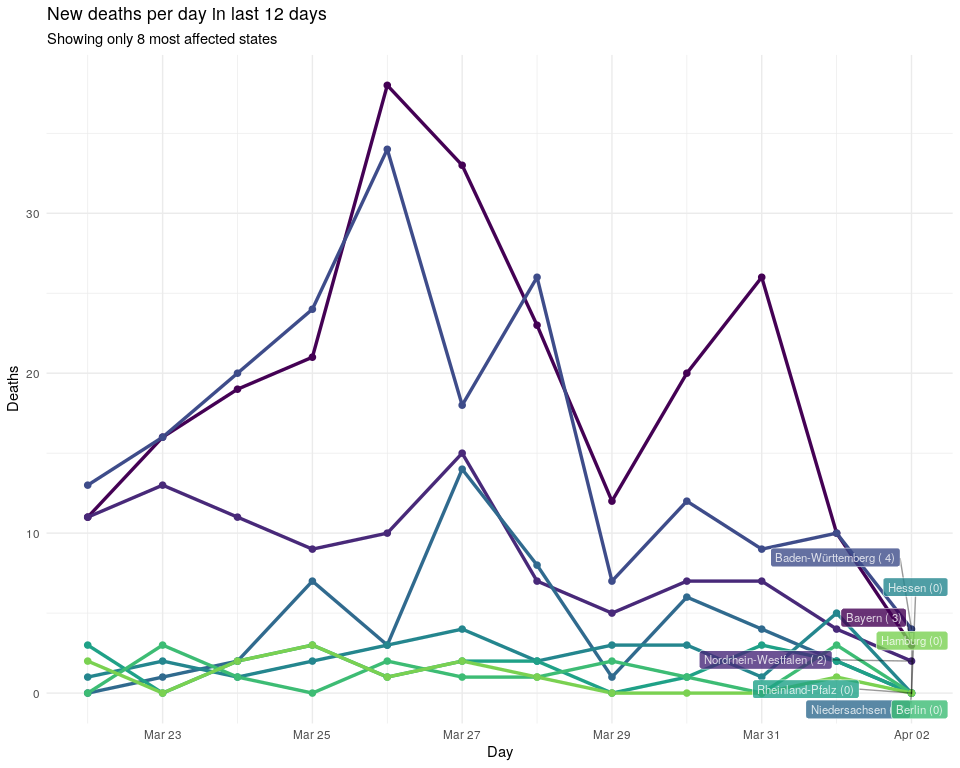 New deaths per day in last 12 days
Showing only 8 most affected states
Deaths
30
20
10
0
Baden-Württemberg ( 4)
Hessen (0)
Bayern ( 3)
Hamburg (0)
Nordrhein-Westfalen ( 2)
Rheinland-Pfalz (0)
Niedersachsen (
Berlin (0)
Mar 23
Mar 25
Mar 27
Mar 29
Mar 31
Apr 02
Day